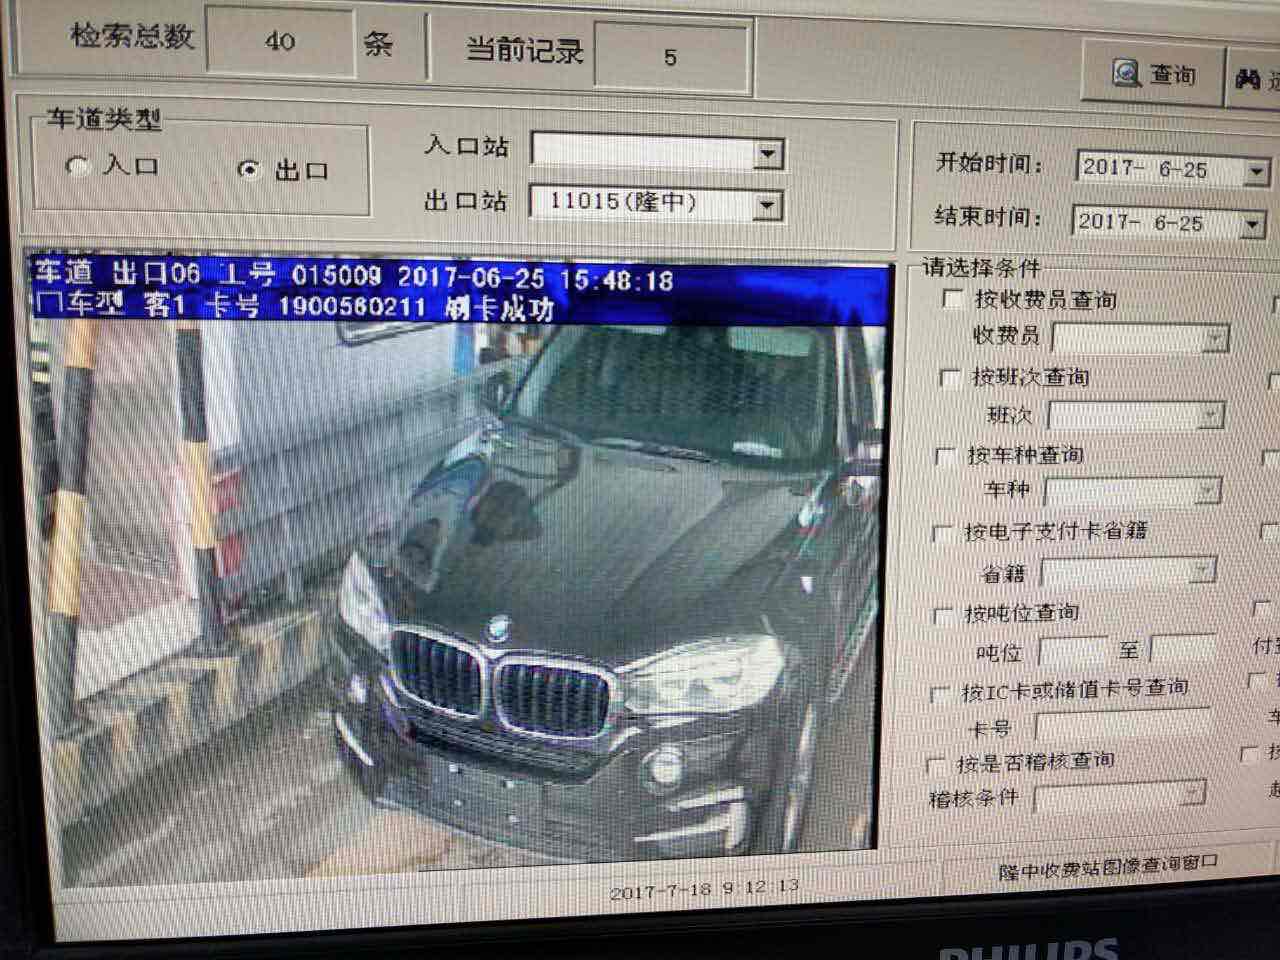 检索总数 40 条 当前记录 5 查询
车道类型
入口 出口
入口站
出口站 11015(隆中)
开始时间： 2017- 6-25
结束时间： 2017- 6-25
车道 出口06 工号 015009 2017-06-25 15:48:18
车型 客1 卡号 1900560211 刷卡成功
请选择条件
按收费员查询
收费员
按班次查询
班次
按车种查询
车种
按电子支付卡省籍
省籍
按吨位查询
吨位 至
按IC卡或储值卡号查询
卡号
按是否稽核查询
稽核条件
2017-7-18 9:12:13
隆中收费站图像查询窗口
PHILIPS